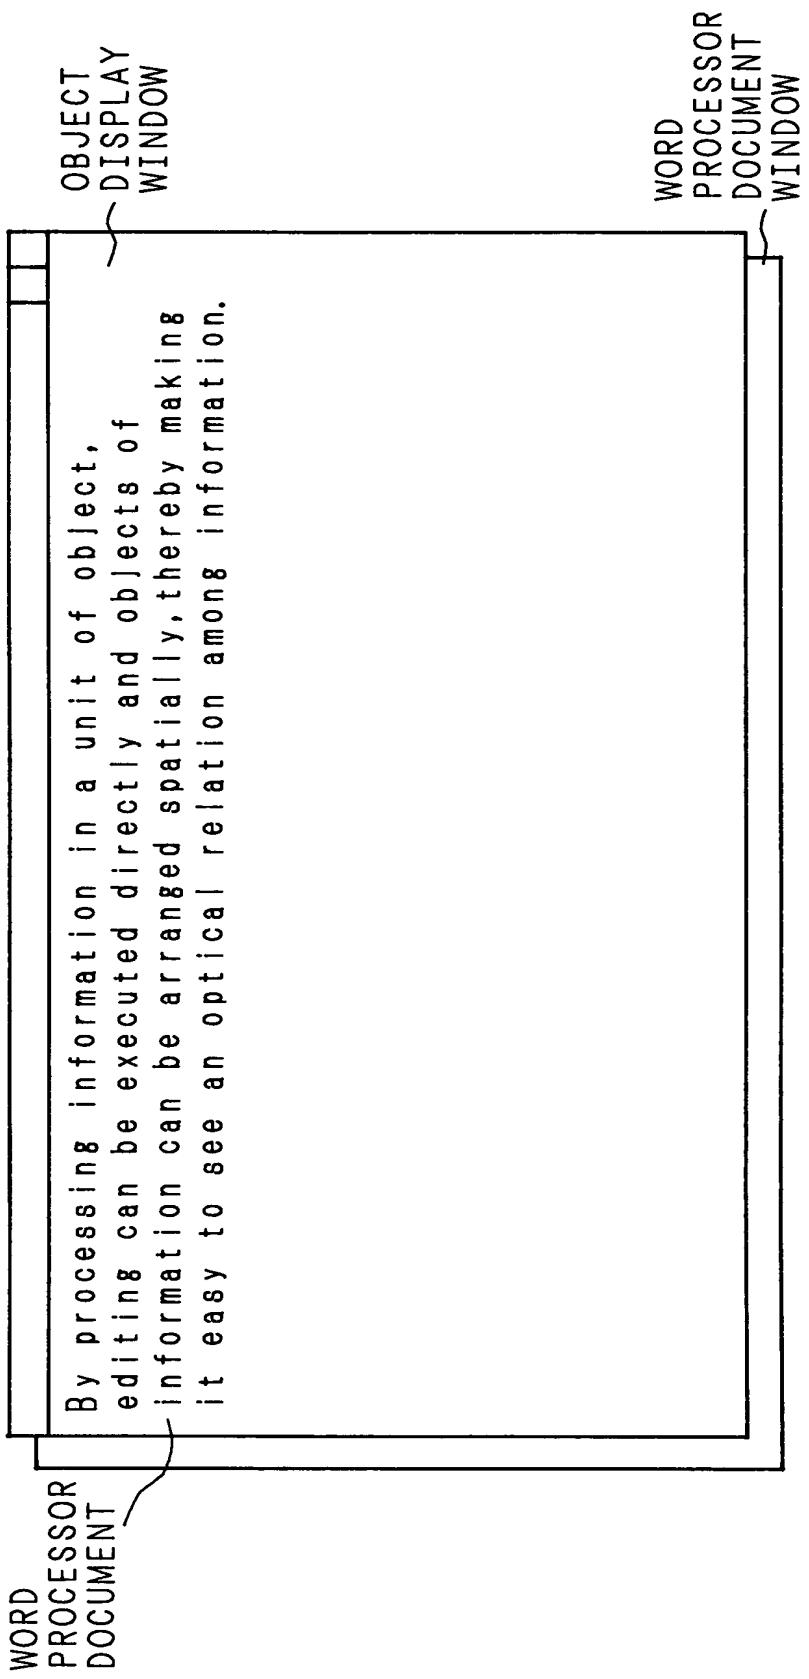 WORD
PROCESSOR
DOCUMENT
By processing information in a unit of object,
editing can be executed directly and objects of
information can be arranged spatially,thereby making
it easy to see an optical relation among information.
OBJECT
DISPLAY
WINDOW
WORD
PROCESSOR
DOCUMENT
WINDOW